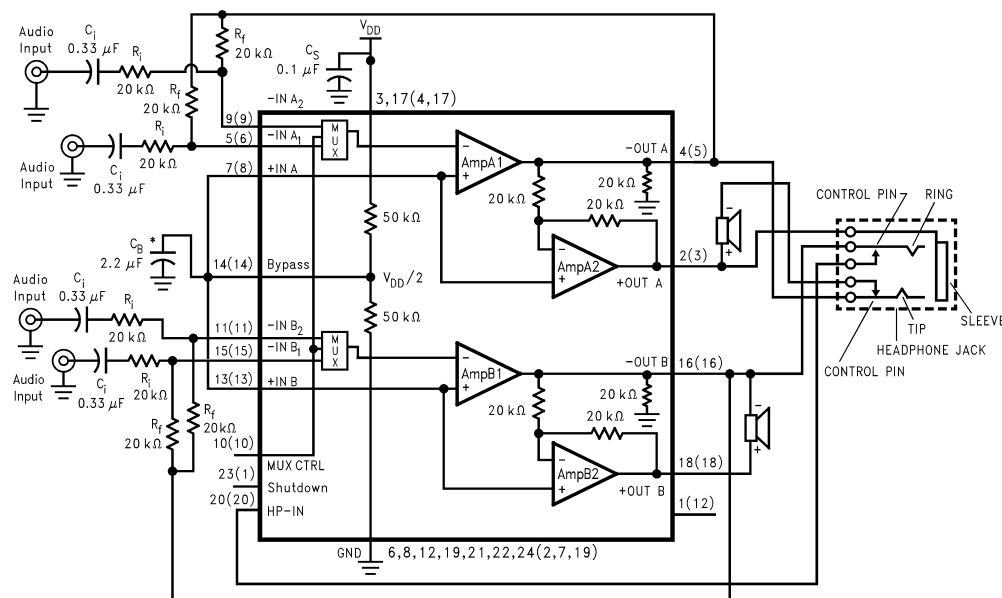 Audio
Input
C_i
0.33 μF
R_i
20 kΩ
R_f
20 kΩ
R_f
20 kΩ
Audio
Input
C_i
0.33 μF
R_i
20 kΩ
V_DD
C_S
0.1 μF
3,17(4,17)
-IN A_2
9(9)
-IN A_1
5(6)
+IN A
7(8)
MUX
AmpA1
-
+
-OUT A
4(5)
20 kΩ
20 kΩ
20 kΩ
50 kΩ
AmpA2
-
+
+OUT A
2(3)
-
+
CONTROL PIN
RING
SLEEVE
TIP
HEADPHONE JACK
CONTROL PIN
C_B *
2.2 μF
14(14)
Bypass
V_DD/2
50 kΩ
Audio
Input
C_i
0.33 μF
R_i
20 kΩ
Audio
Input
C_i
0.33 μF
R_i
20kΩ
R_f
20 kΩ
R_f
20kΩ
11(11)
-IN B_2
15(15)
-IN B_1
13(13)
+IN B
MUX
AmpB1
-
+
-OUT B
16(16)
20 kΩ
20 kΩ
20 kΩ
AmpB2
-
+
+OUT B
18(18)
-
+
1(12)
10(10)
MUX CTRL
23(1)
Shutdown
20(20)
HP-IN
GND
6,8,12,19,21,22,24(2,7,19)